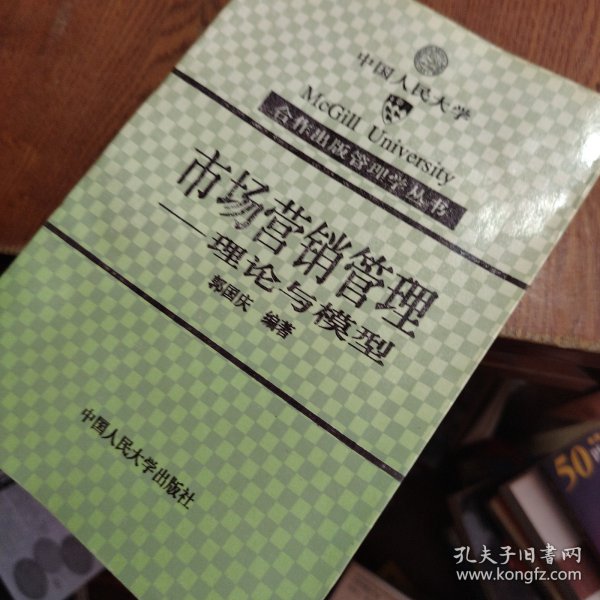 中国人民大学
McGill University
合作出版管理学丛书
市场营销管理
——理论与模型
郭国庆 编著
中国人民大学出版社
50
孔夫子旧书网
www.kongfz.com